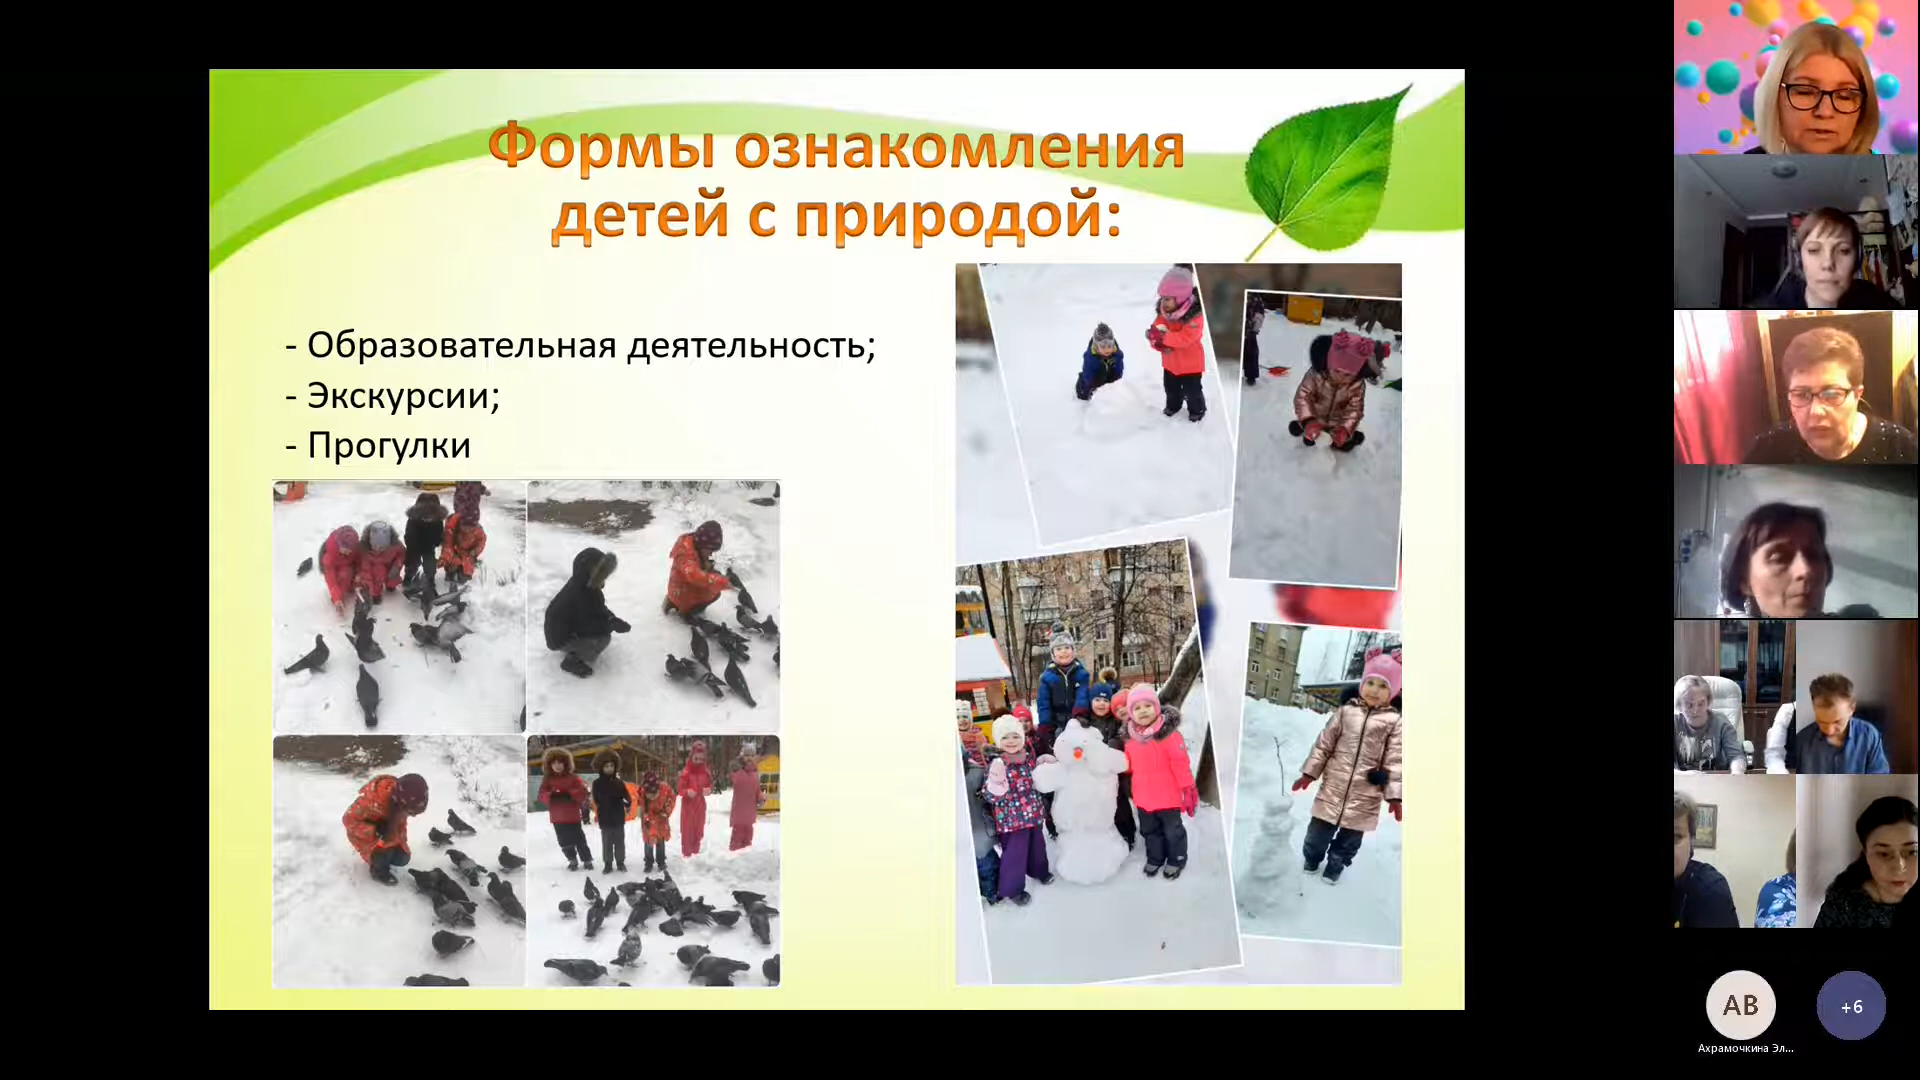 Формы ознакомления
детей с природой:
- Образовательная деятельность;
- Экскурсии;
- Прогулки
АВ
+6
Ахрамочкина Эл...